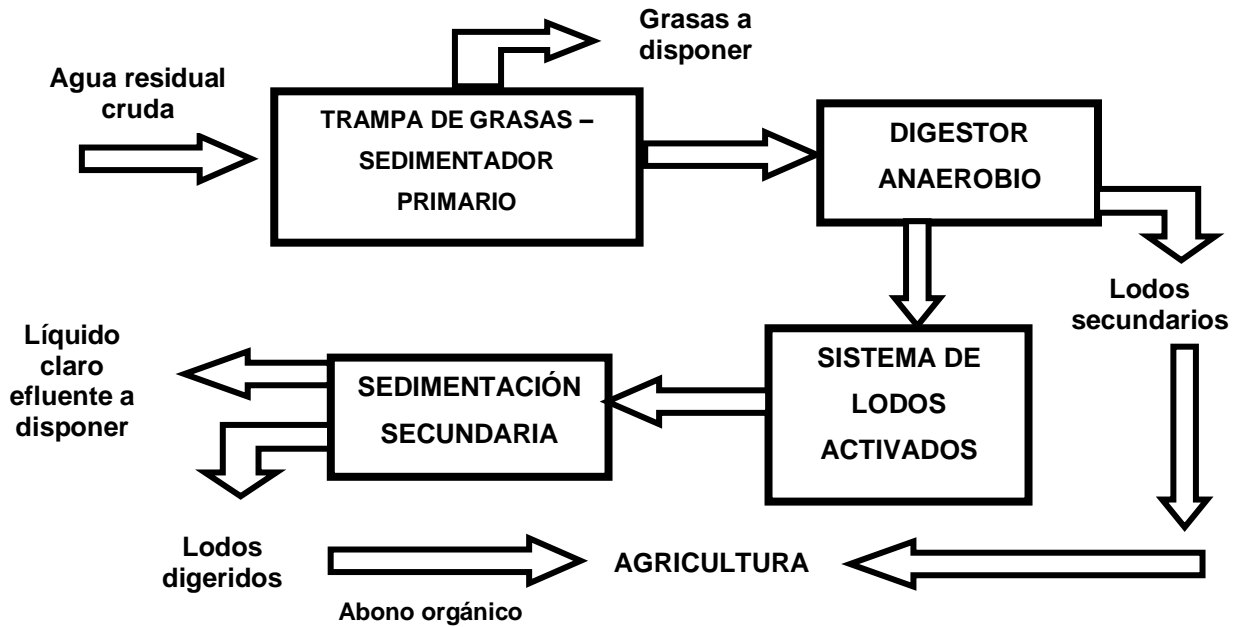 Grasas a
disponer
Agua residual
cruda
TRAMPA DE GRASAS –
SEDIMENTADOR
PRIMARIO
DIGESTOR
ANAEROBIO
Lodos
secundarios
SISTEMA DE
LODOS
ACTIVADOS
SEDIMENTACIÓN
SECUNDARIA
Líquido
claro
efluente a
disponer
Lodos
digeridos
Abono orgánico
AGRICULTURA